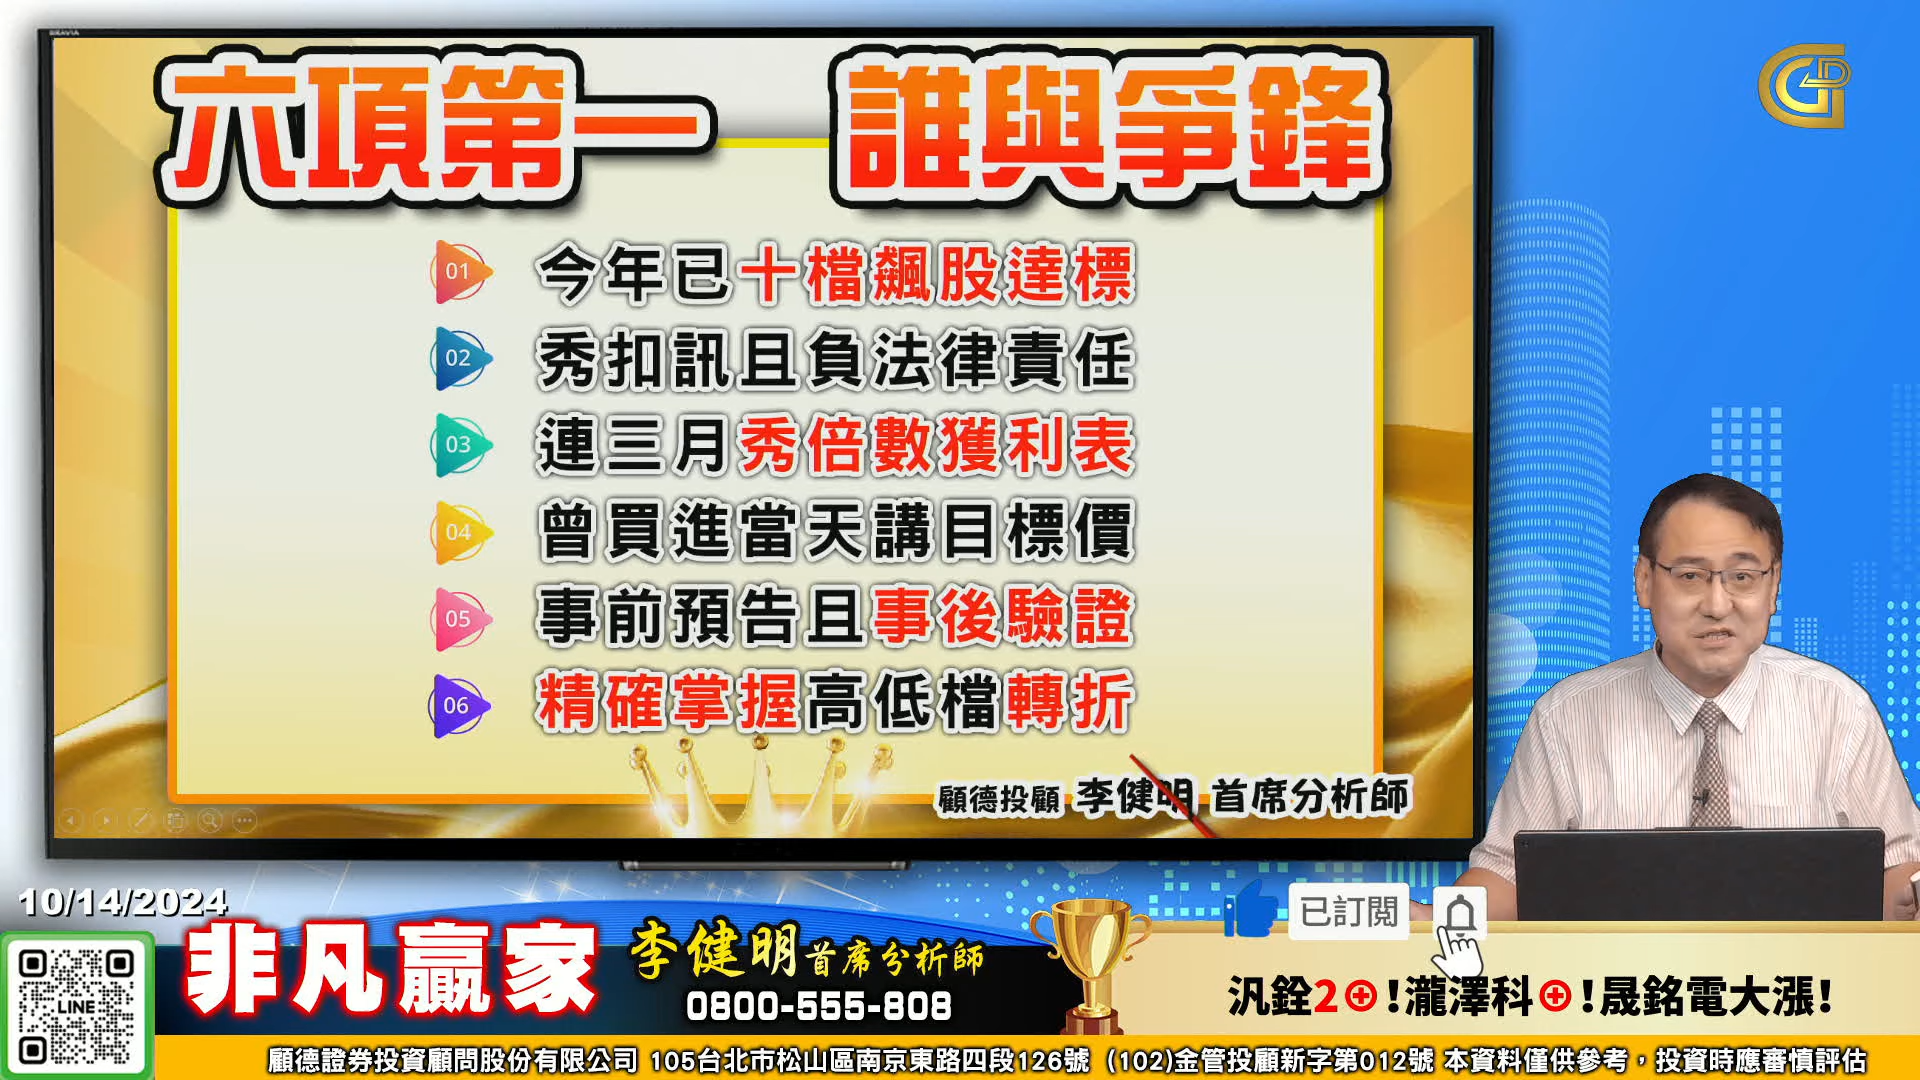 BRAVIA
六項第一 誰與爭鋒
01 今年已十檔飆股達標
02 秀扣訊且負法律責任
03 連三月秀倍數獲利表
04 曾買進當天講目標價
05 事前預告且事後驗證
06 精確掌握高低檔轉折
顧德投顧 李健明 首席分析師
10/14/2024
已訂閱
LINE
非凡贏家
李健明首席分析師
0800-555-808
汎銓2⊕!瀧澤科⊕!晟銘電大漲!
顧德證券投資顧問股份有限公司 105台北市松山區南京東路四段126號 (102)金管投顧新字第012號 本資料僅供參考，投資時應審慎評估